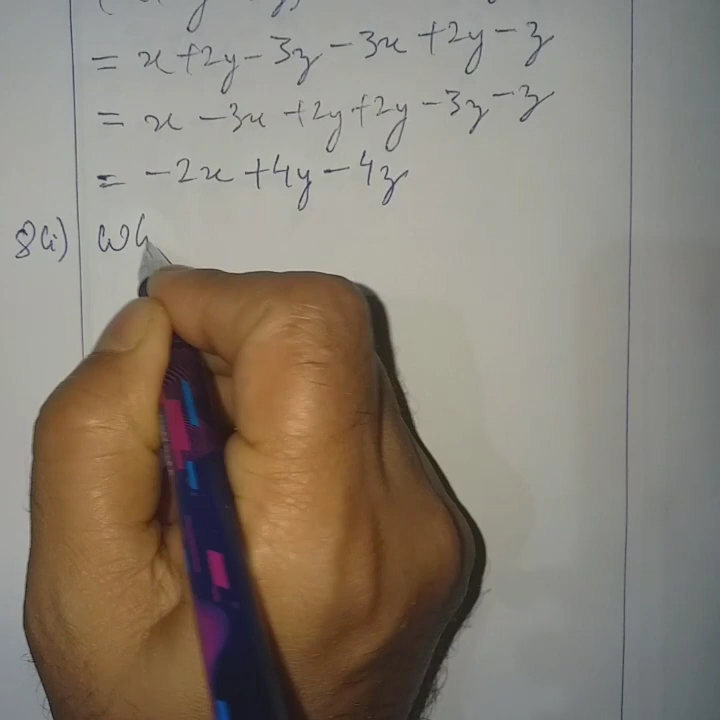 = x + 2y - 3z - 3x + 2y - z
= x - 3x + 2y + 2y - 3z - z
= -2x + 4y - 4z
8(i) Wh